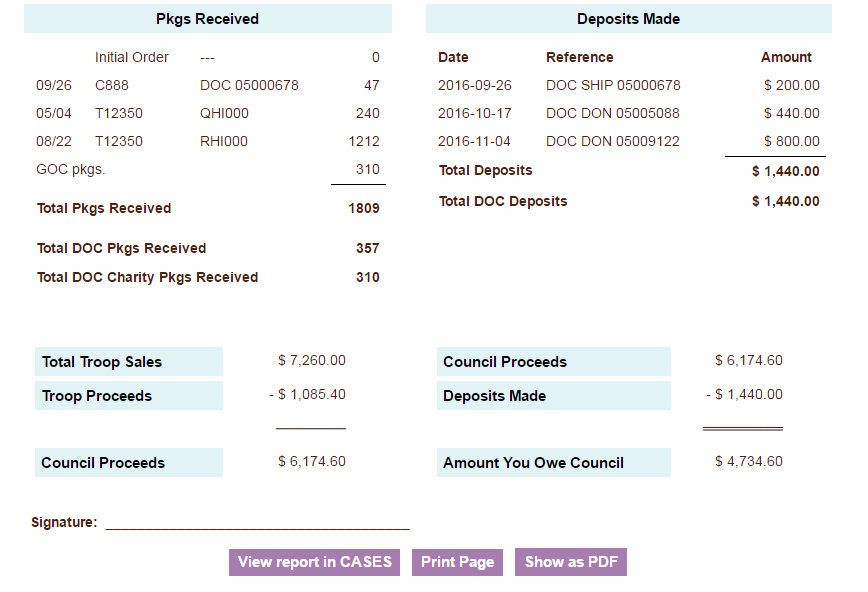 Pkgs Received
Initial Order --- 0
09/26 C888 DOC 05000678 47
05/04 T12350 QHI000 240
08/22 T12350 RHI000 1212
GOC pkgs. 310
Total Pkgs Received 1809
Total DOC Pkgs Received 357
Total DOC Charity Pkgs Received 310
Deposits Made
Date Reference Amount
2016-09-26 DOC SHIP 05000678 $ 200.00
2016-10-17 DOC DON 05005088 $ 440.00
2016-11-04 DOC DON 05009122 $ 800.00
Total Deposits $ 1,440.00
Total DOC Deposits $ 1,440.00
Total Troop Sales $ 7,260.00
Troop Proceeds - $ 1,085.40
Council Proceeds $ 6,174.60
Council Proceeds $ 6,174.60
Deposits Made - $ 1,440.00
Amount You Owe Council $ 4,734.60
Signature:
View report in CASES Print Page Show as PDF